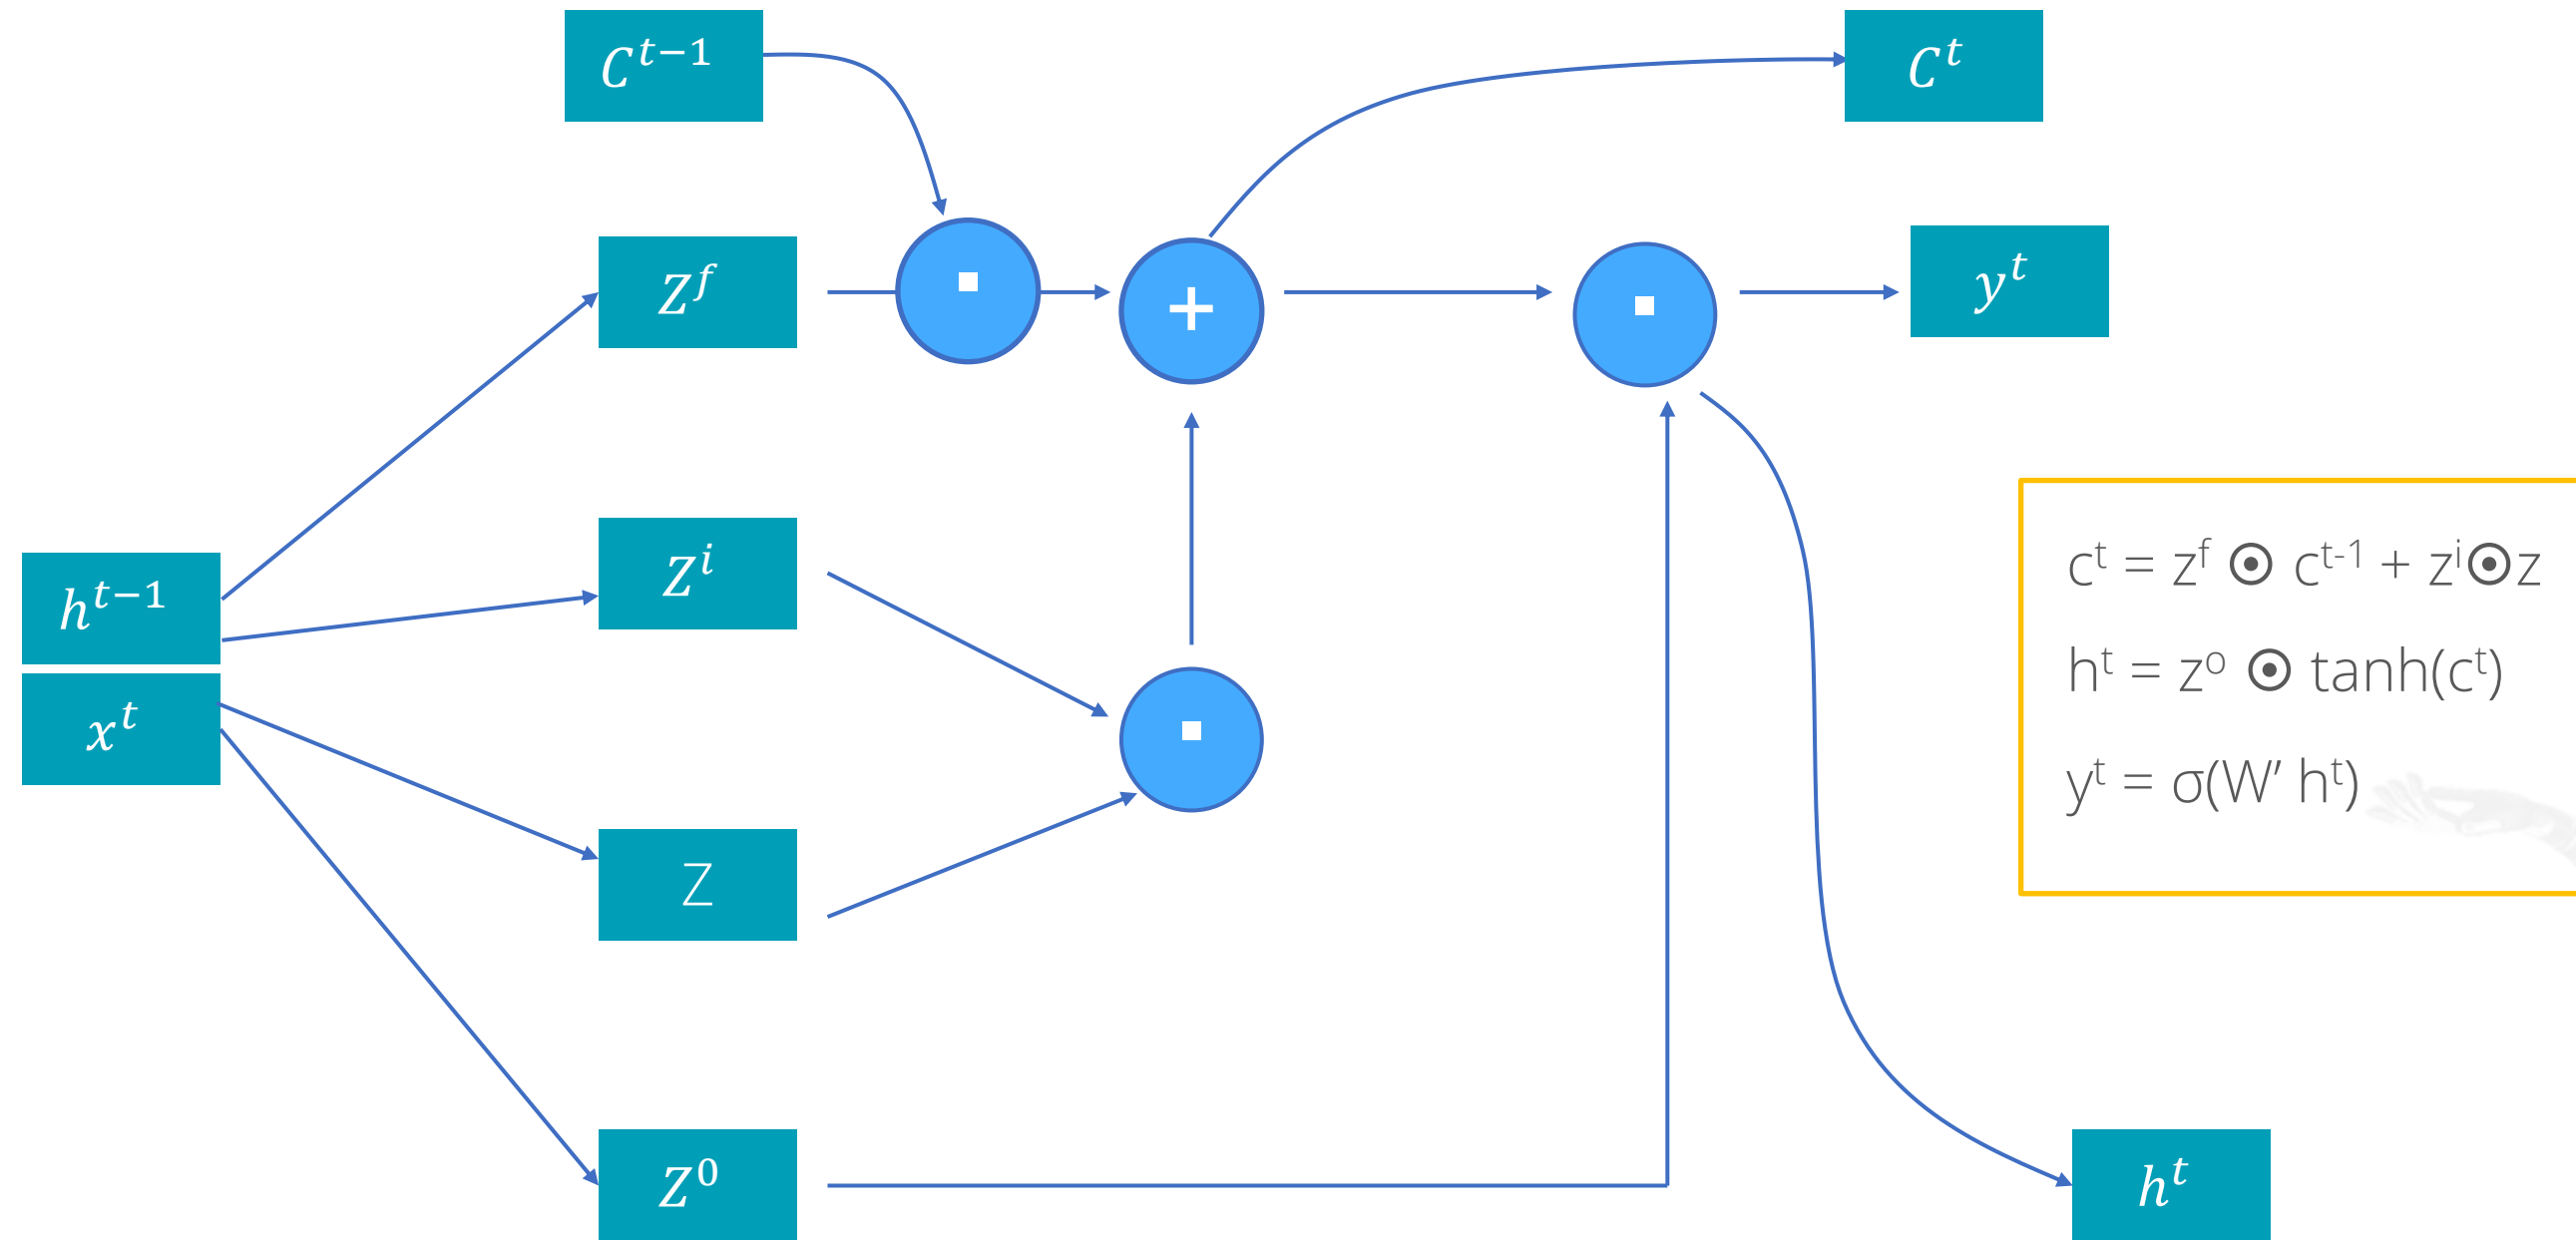 C^{t−1}
C^t
Z^f
+
y^t
Z^i
h^{t−1}
x^t
Z
Z^0
h^t
c^t = z^f ⊙ c^{t-1} + z^i⊙z
h^t = z^o ⊙ tanh(c^t)
y^t = σ(W’ h^t)